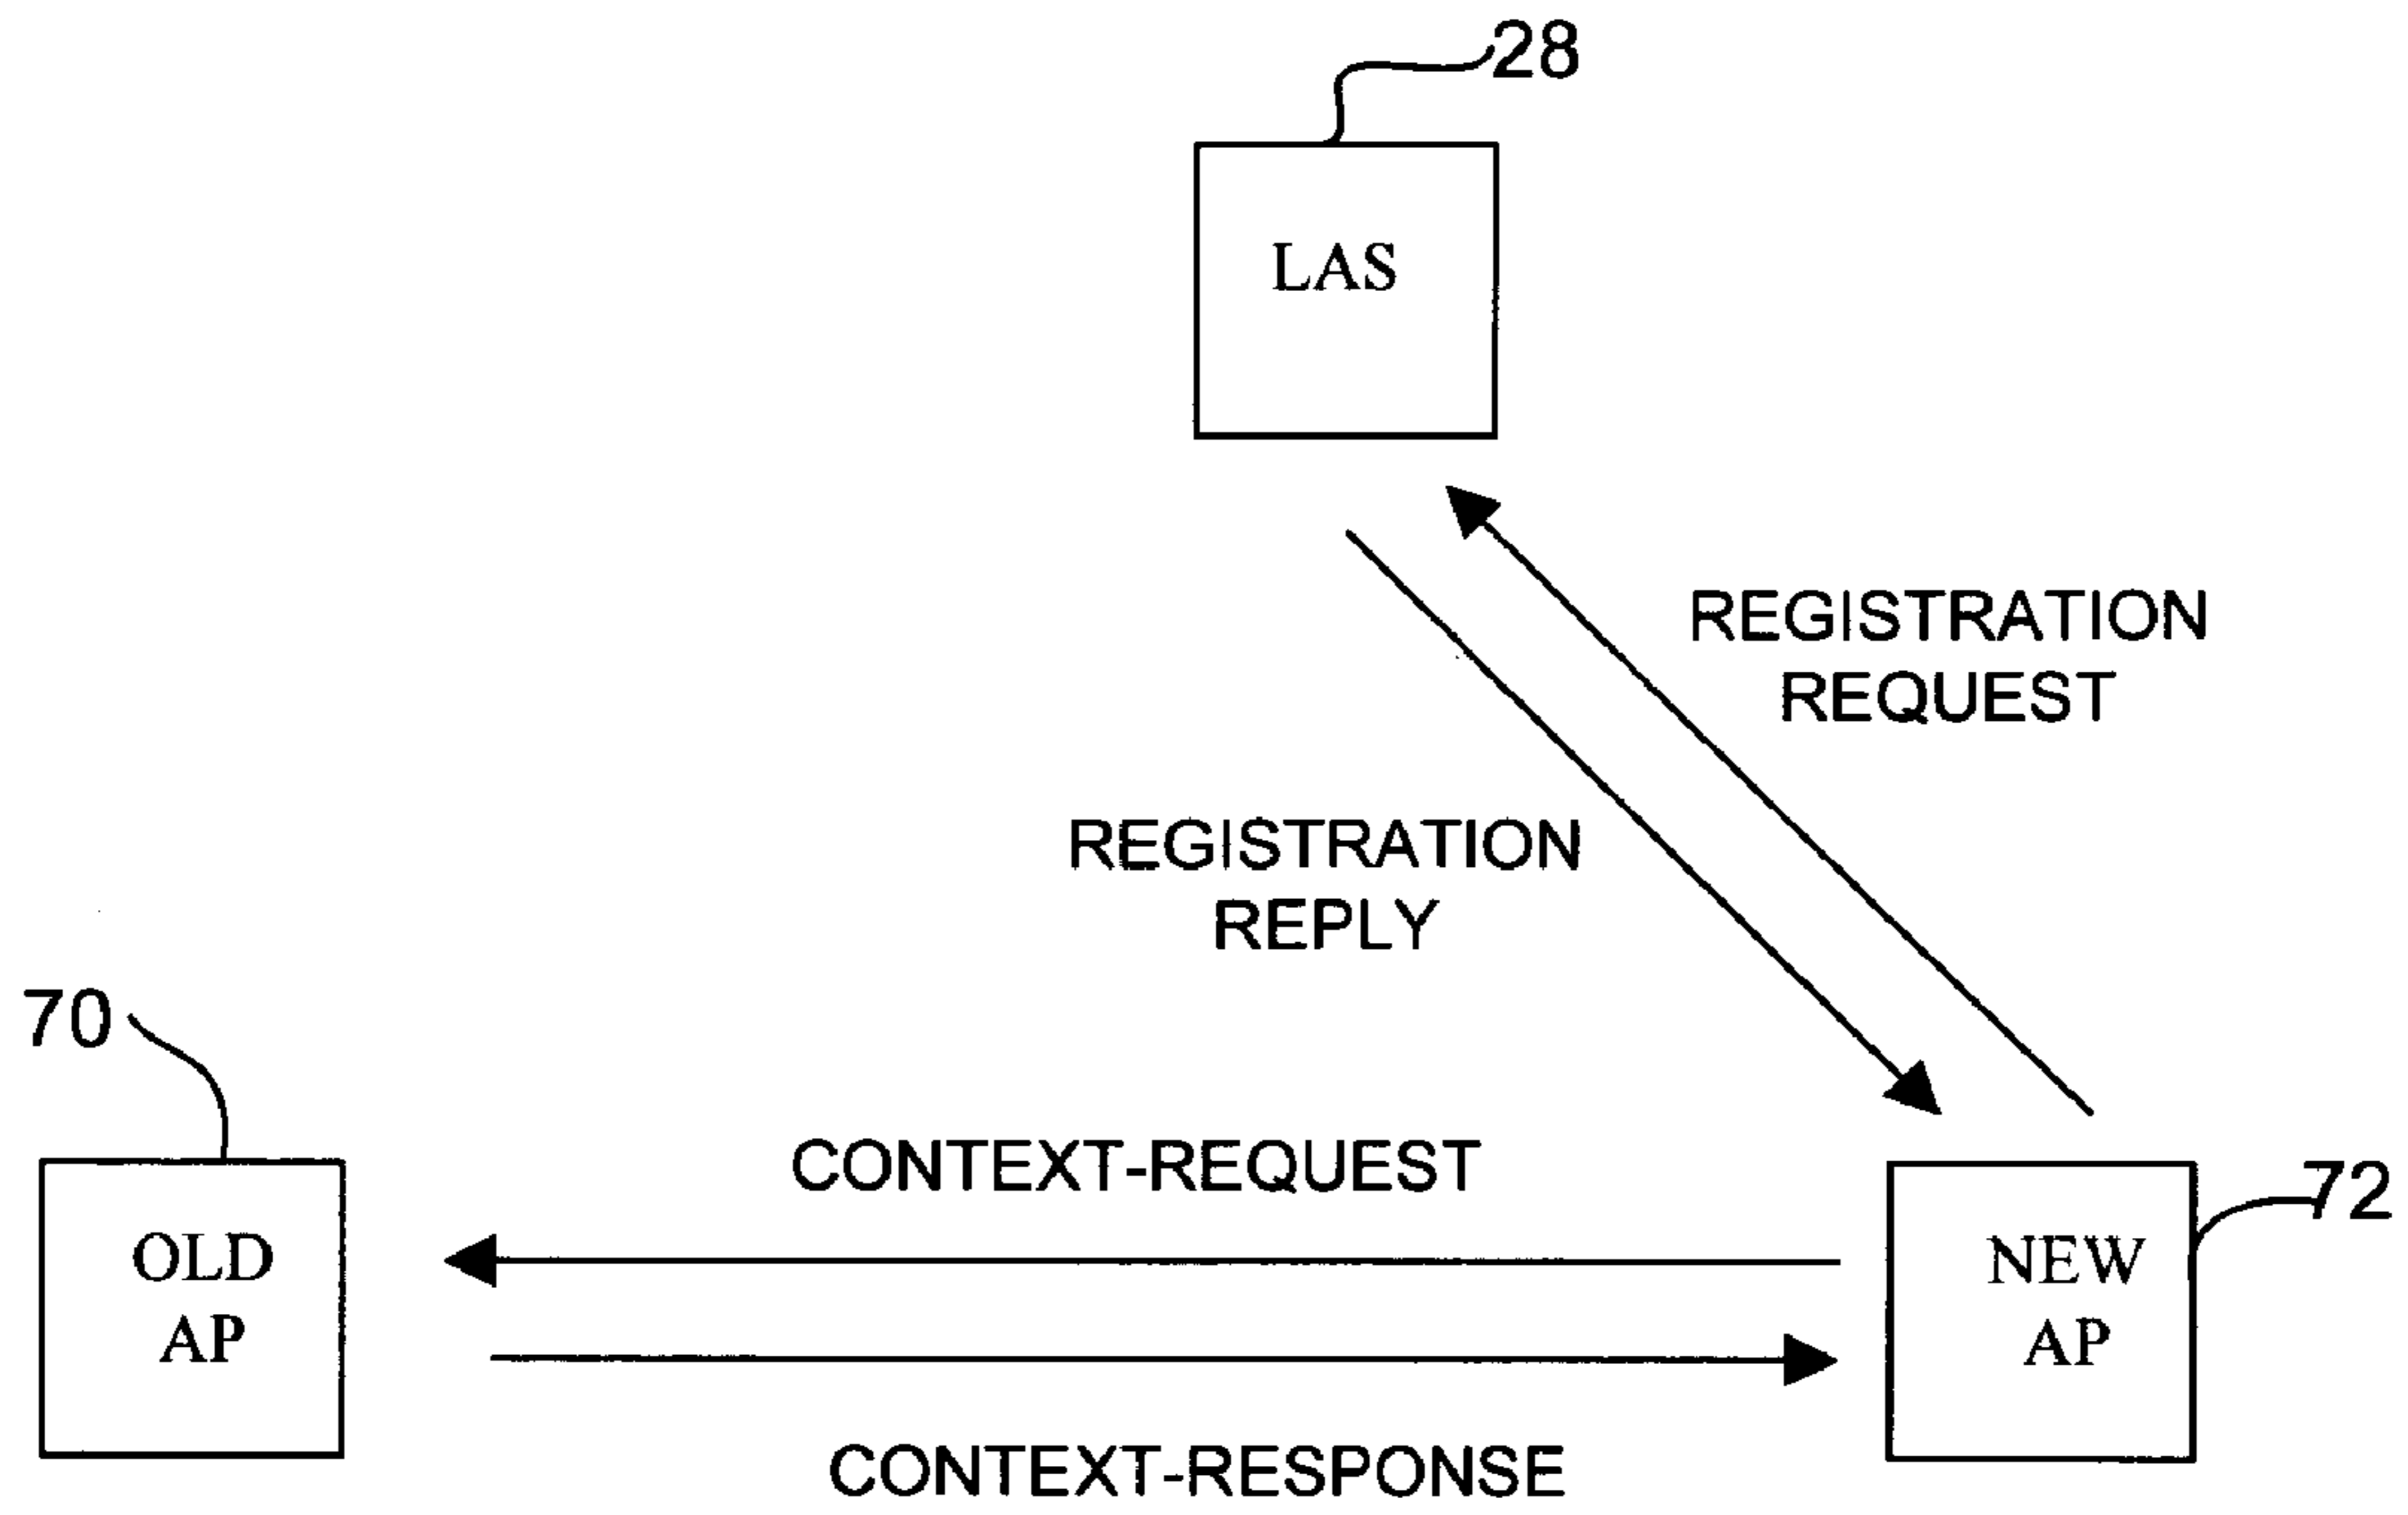 28
LAS
REGISTRATION
REQUEST
REGISTRATION
REPLY
70
CONTEXT-REQUEST
72
OLD
AP
NEW
AP
CONTEXT-RESPONSE